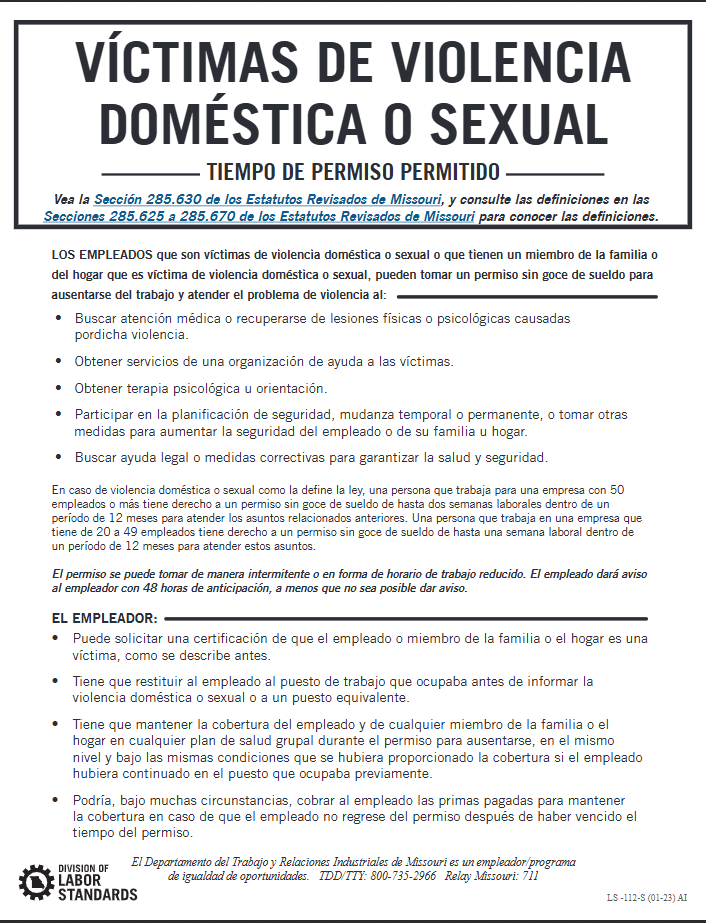 VÍCTIMAS DE VIOLENCIA
DOMÉSTICA O SEXUAL
TIEMPO DE PERMISO PERMITIDO
Vea la Sección 285.630 de los Estatutos Revisados de Missouri, y consulte las definiciones en las
Secciones 285.625 a 285.670 de los Estatutos Revisados de Missouri para conocer las definiciones.
LOS EMPLEADOS que son víctimas de violencia doméstica o sexual o que tienen un miembro de la familia o
del hogar que es víctima de violencia doméstica o sexual, pueden tomar un permiso sin goce de sueldo para
ausentarse del trabajo y atender el problema de violencia al:
• Buscar atención médica o recuperarse de lesiones físicas o psicológicas causadas
pordicha violencia.
• Obtener servicios de una organización de ayuda a las víctimas.
• Obtener terapia psicológica u orientación.
• Participar en la planificación de seguridad, mudanza temporal o permanente, o tomar otras
medidas para aumentar la seguridad del empleado o de su familia u hogar.
• Buscar ayuda legal o medidas correctivas para garantizar la salud y seguridad.
En caso de violencia doméstica o sexual como la define la ley, una persona que trabaja para una empresa con 50
empleados o más tiene derecho a un permiso sin goce de sueldo de hasta dos semanas laborales dentro de un
período de 12 meses para atender los asuntos relacionados anteriores. Una persona que trabaja en una empresa que
tiene de 20 a 49 empleados tiene derecho a un permiso sin goce de sueldo de hasta una semana laboral dentro de
un período de 12 meses para atender estos asuntos.
El permiso se puede tomar de manera intermitente o en forma de horario de trabajo reducido. El empleado dará aviso
al empleador con 48 horas de anticipación, a menos que no sea posible dar aviso.
EL EMPLEADOR:
• Puede solicitar una certificación de que el empleado o miembro de la familia o el hogar es una
víctima, como se describe antes.
• Tiene que restituir al empleado al puesto de trabajo que ocupaba antes de informar la
violencia doméstica o sexual o a un puesto equivalente.
• Tiene que mantener la cobertura del empleado y de cualquier miembro de la familia o el
hogar en cualquier plan de salud grupal durante el permiso para ausentarse, en el mismo
nivel y bajo las mismas condiciones que se hubiera proporcionado la cobertura si el empleado
hubiera continuado en el puesto que ocupaba previamente.
• Podría, bajo muchas circunstancias, cobrar al empleado las primas pagadas para mantener
la cobertura en caso de que el empleado no regrese del permiso después de haber vencido el
tiempo del permiso.
DIVISION OF
LABOR
STANDARDS
El Departamento del Trabajo y Relaciones Industriales de Missouri es un empleador/programa
de igualdad de oportunidades. TDD/TTY: 800-735-2966 Relay Missouri: 711
LS -112-S (01-23) AI